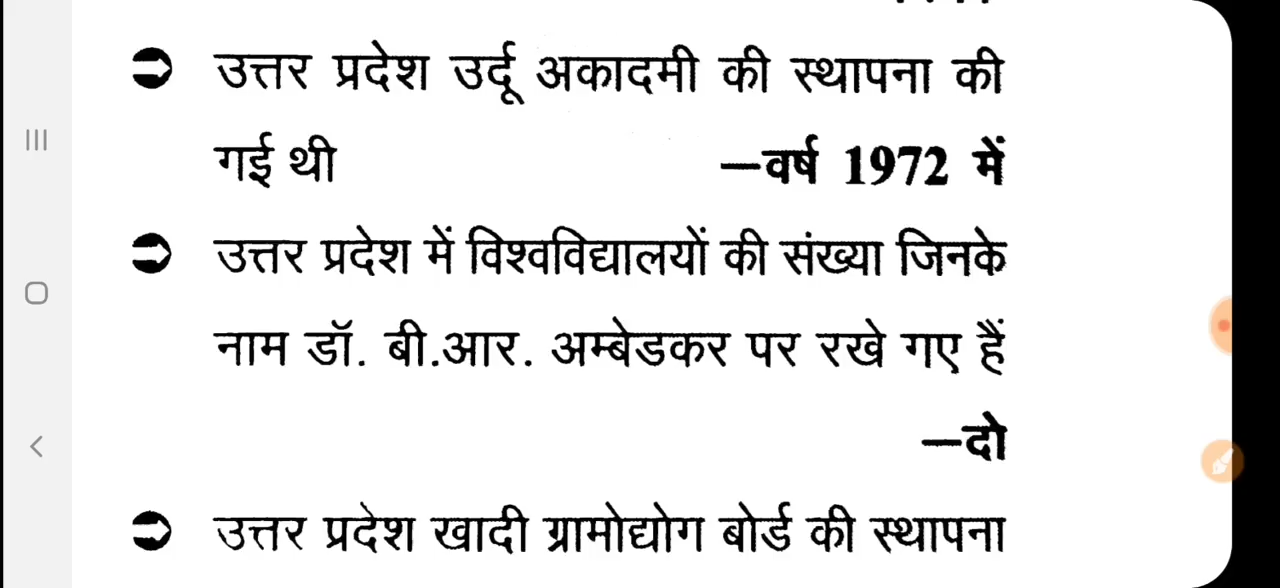 उत्तर प्रदेश उर्दू अकादमी की स्थापना की
गई थी —वर्ष 1972 में
उत्तर प्रदेश में विश्वविद्यालयों की संख्या जिनके
नाम डॉ. बी.आर. अम्बेडकर पर रखे गए हैं
—दो
उत्तर प्रदेश खादी ग्रामोद्योग बोर्ड की स्थापना